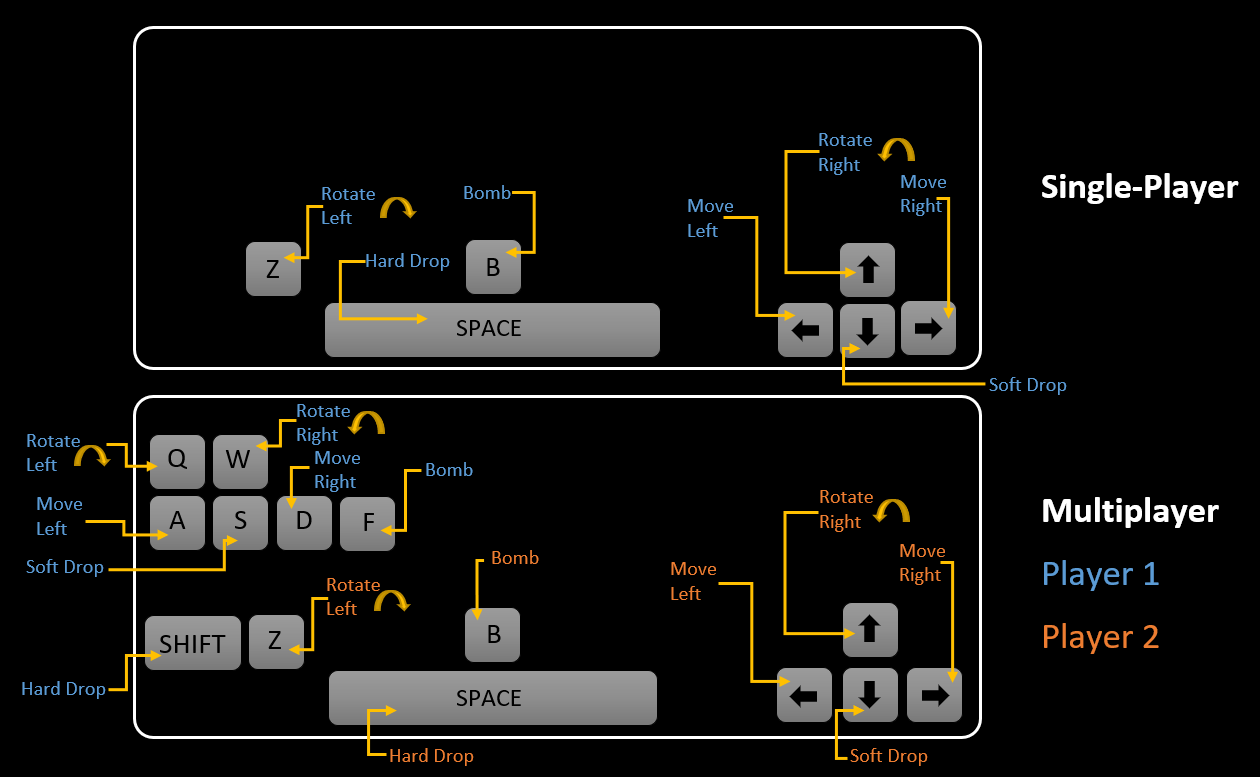 Rotate
Right
Move
Right
Single-Player
Rotate
Left
Bomb
Move
Left
Hard Drop
Z
B
SPACE
Soft Drop
Rotate
Right
Rotate
Left
Q
W
Move
Right
Bomb
Move
Left
A
S
D
F
Soft Drop
Rotate
Right
Multiplayer
Move
Right
Player 1
Bomb
Move
Left
Rotate
Left
Player 2
SHIFT
Z
B
Hard Drop
SPACE
Hard Drop
Soft Drop